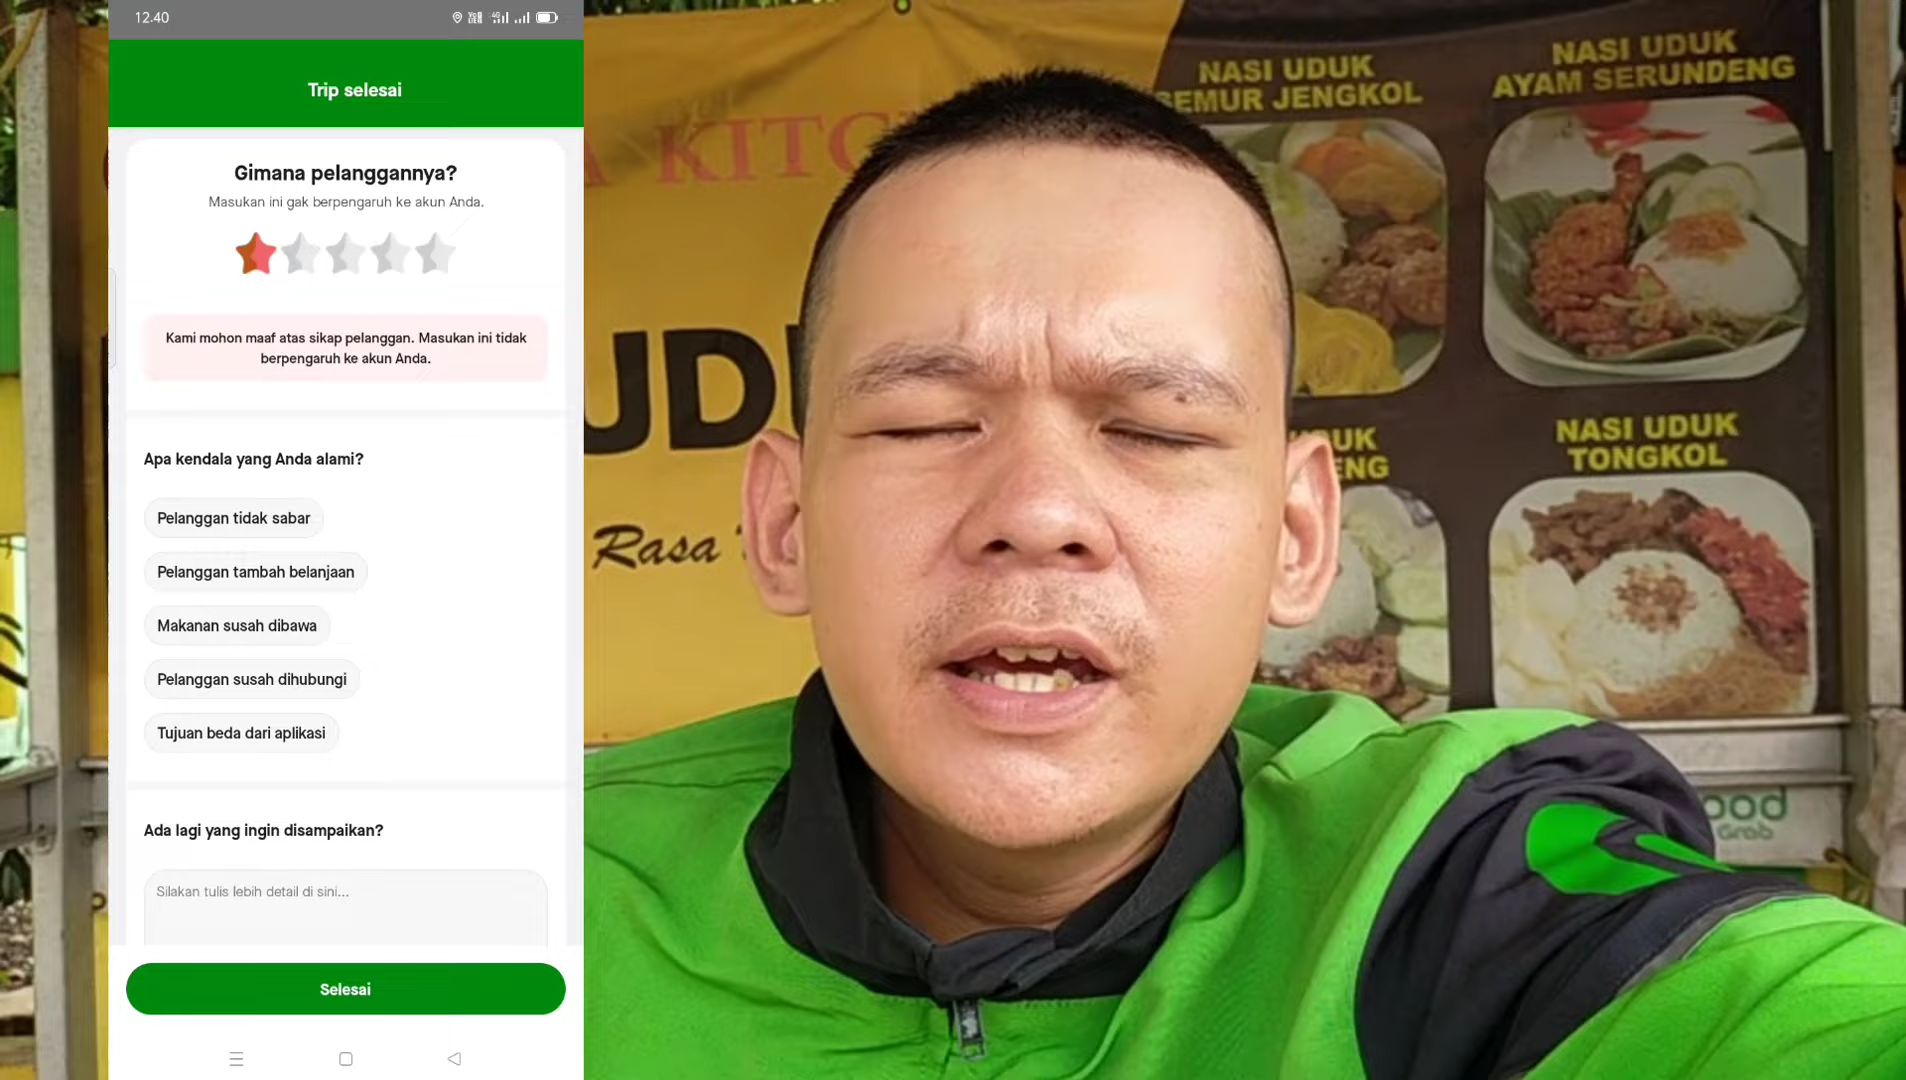 12.40
Trip selesai
Gimana pelanggannya?
Masukan ini gak berpengaruh ke akun Anda.
Kami mohon maaf atas sikap pelanggan. Masukan ini tidak
berpengaruh ke akun Anda.
Apa kendala yang Anda alami?
Pelanggan tidak sabar
Pelanggan tambah belanjaan
Makanan susah dibawa
Pelanggan susah dihubungi
Tujuan beda dari aplikasi
Ada lagi yang ingin disampaikan?
Silakan tulis lebih detail di sini...
Selesai
NASI UDUK
SEMUR JENGKOL
NASI UDUK
AYAM SERUNDENG
NASI UDUK
TONGKOL
Rasa
Grab